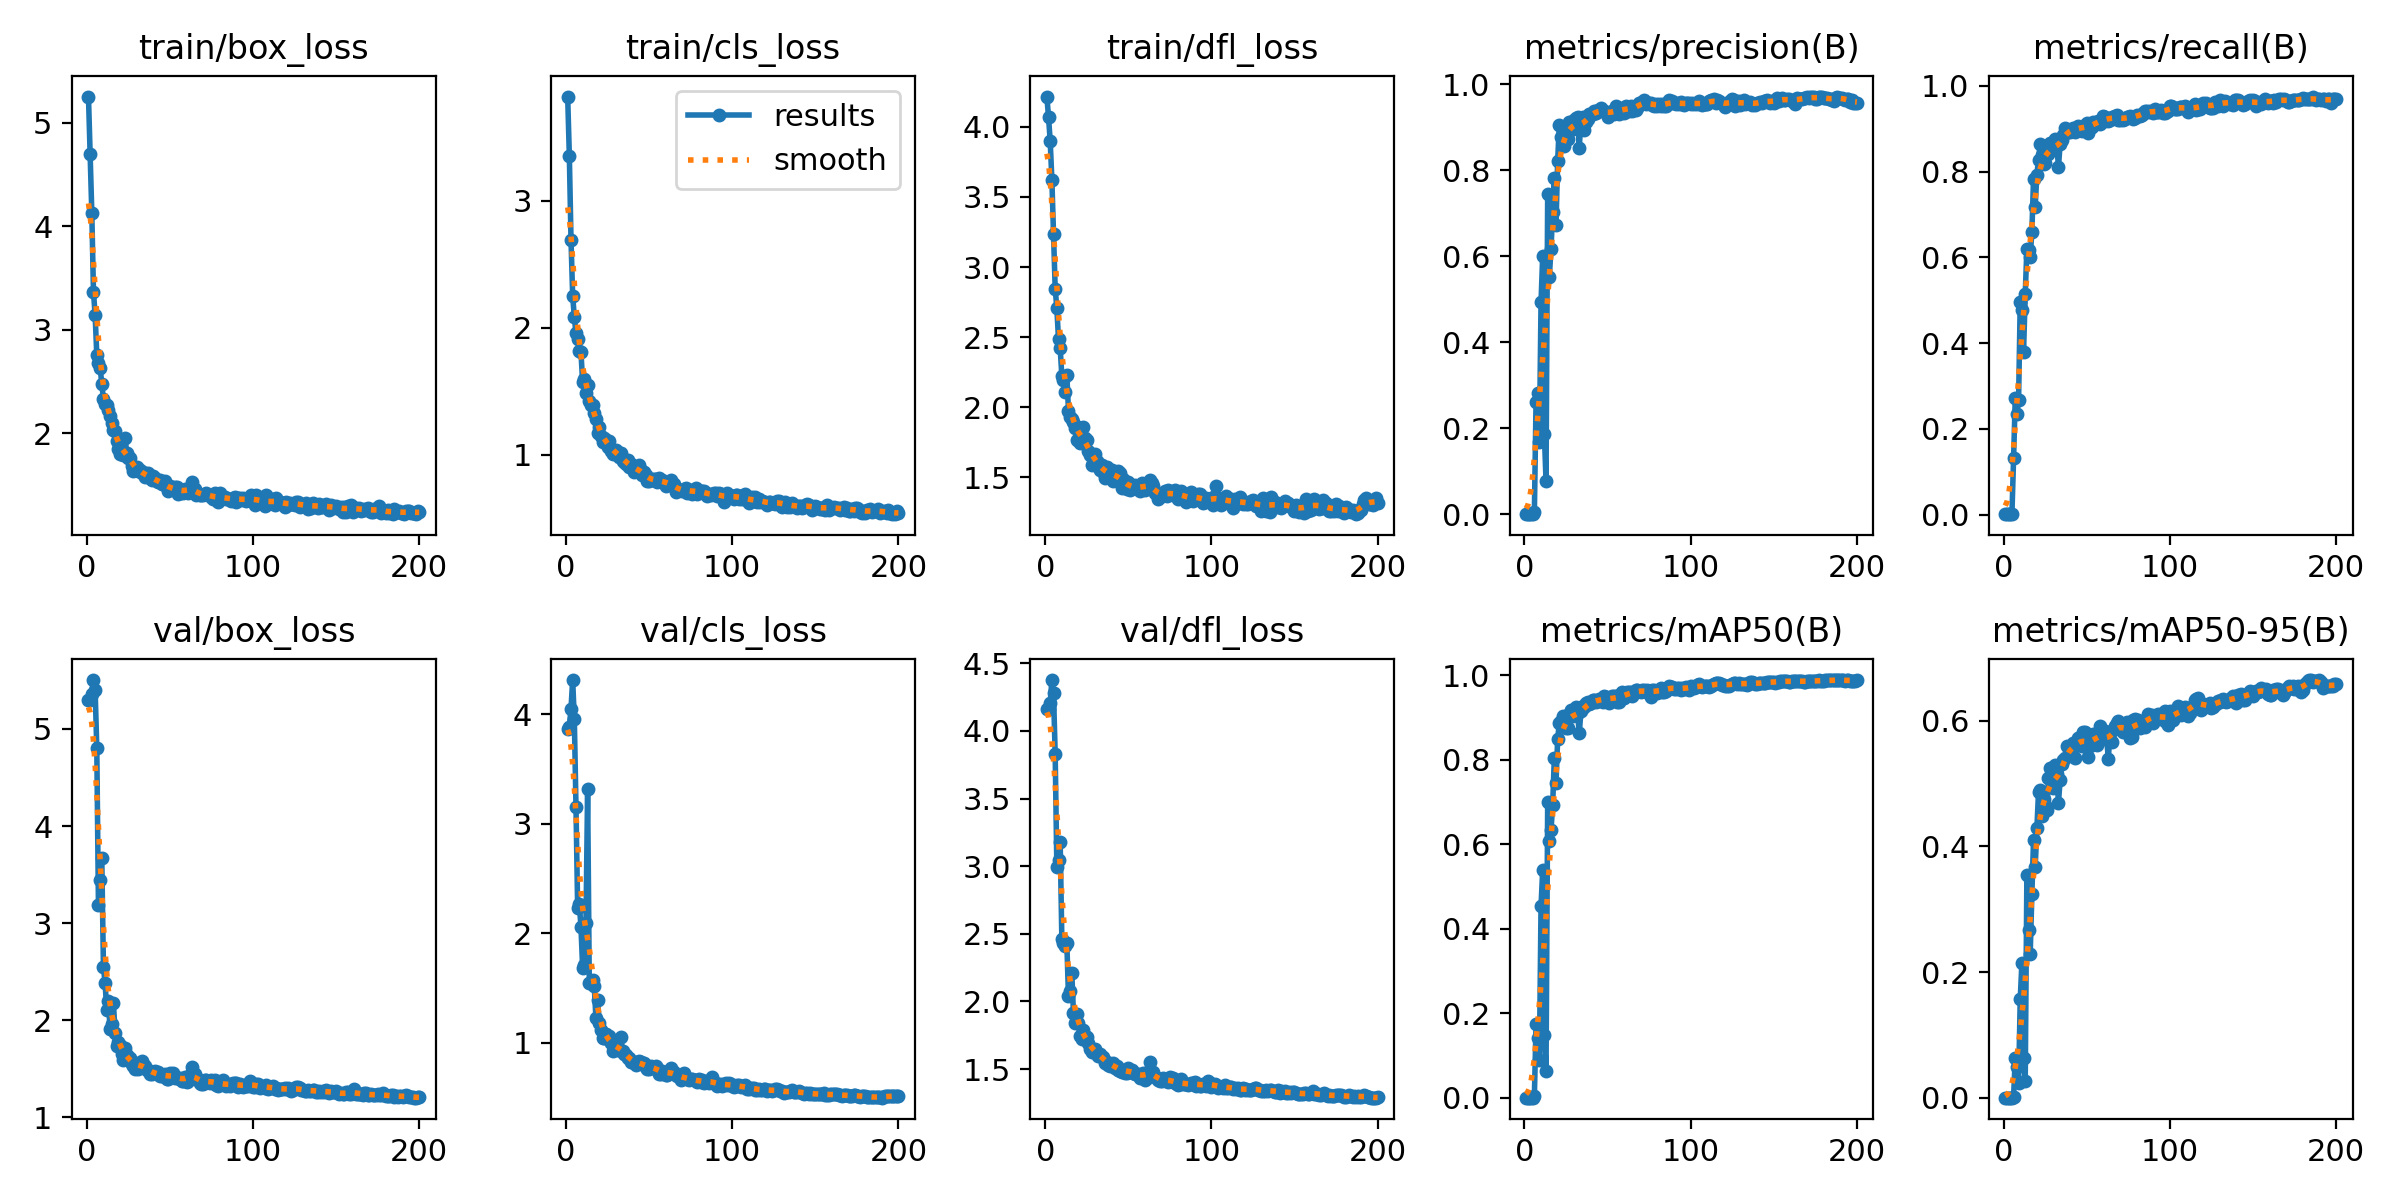 train/box_loss
5
4
3
2
0 100 200
train/cls_loss
results
smooth
3
2
1
0 100 200
train/dfl_loss
4.0
3.5
3.0
2.5
2.0
1.5
0 100 200
metrics/precision(B)
1.0
0.8
0.6
0.4
0.2
0.0
0 100 200
metrics/recall(B)
1.0
0.8
0.6
0.4
0.2
0.0
0 100 200
val/box_loss
5
4
3
2
1
0 100 200
val/cls_loss
4
3
2
1
0 100 200
val/dfl_loss
4.5
4.0
3.5
3.0
2.5
2.0
1.5
0 100 200
metrics/mAP50(B)
1.0
0.8
0.6
0.4
0.2
0.0
0 100 200
metrics/mAP50-95(B)
0.6
0.4
0.2
0.0
0 100 200